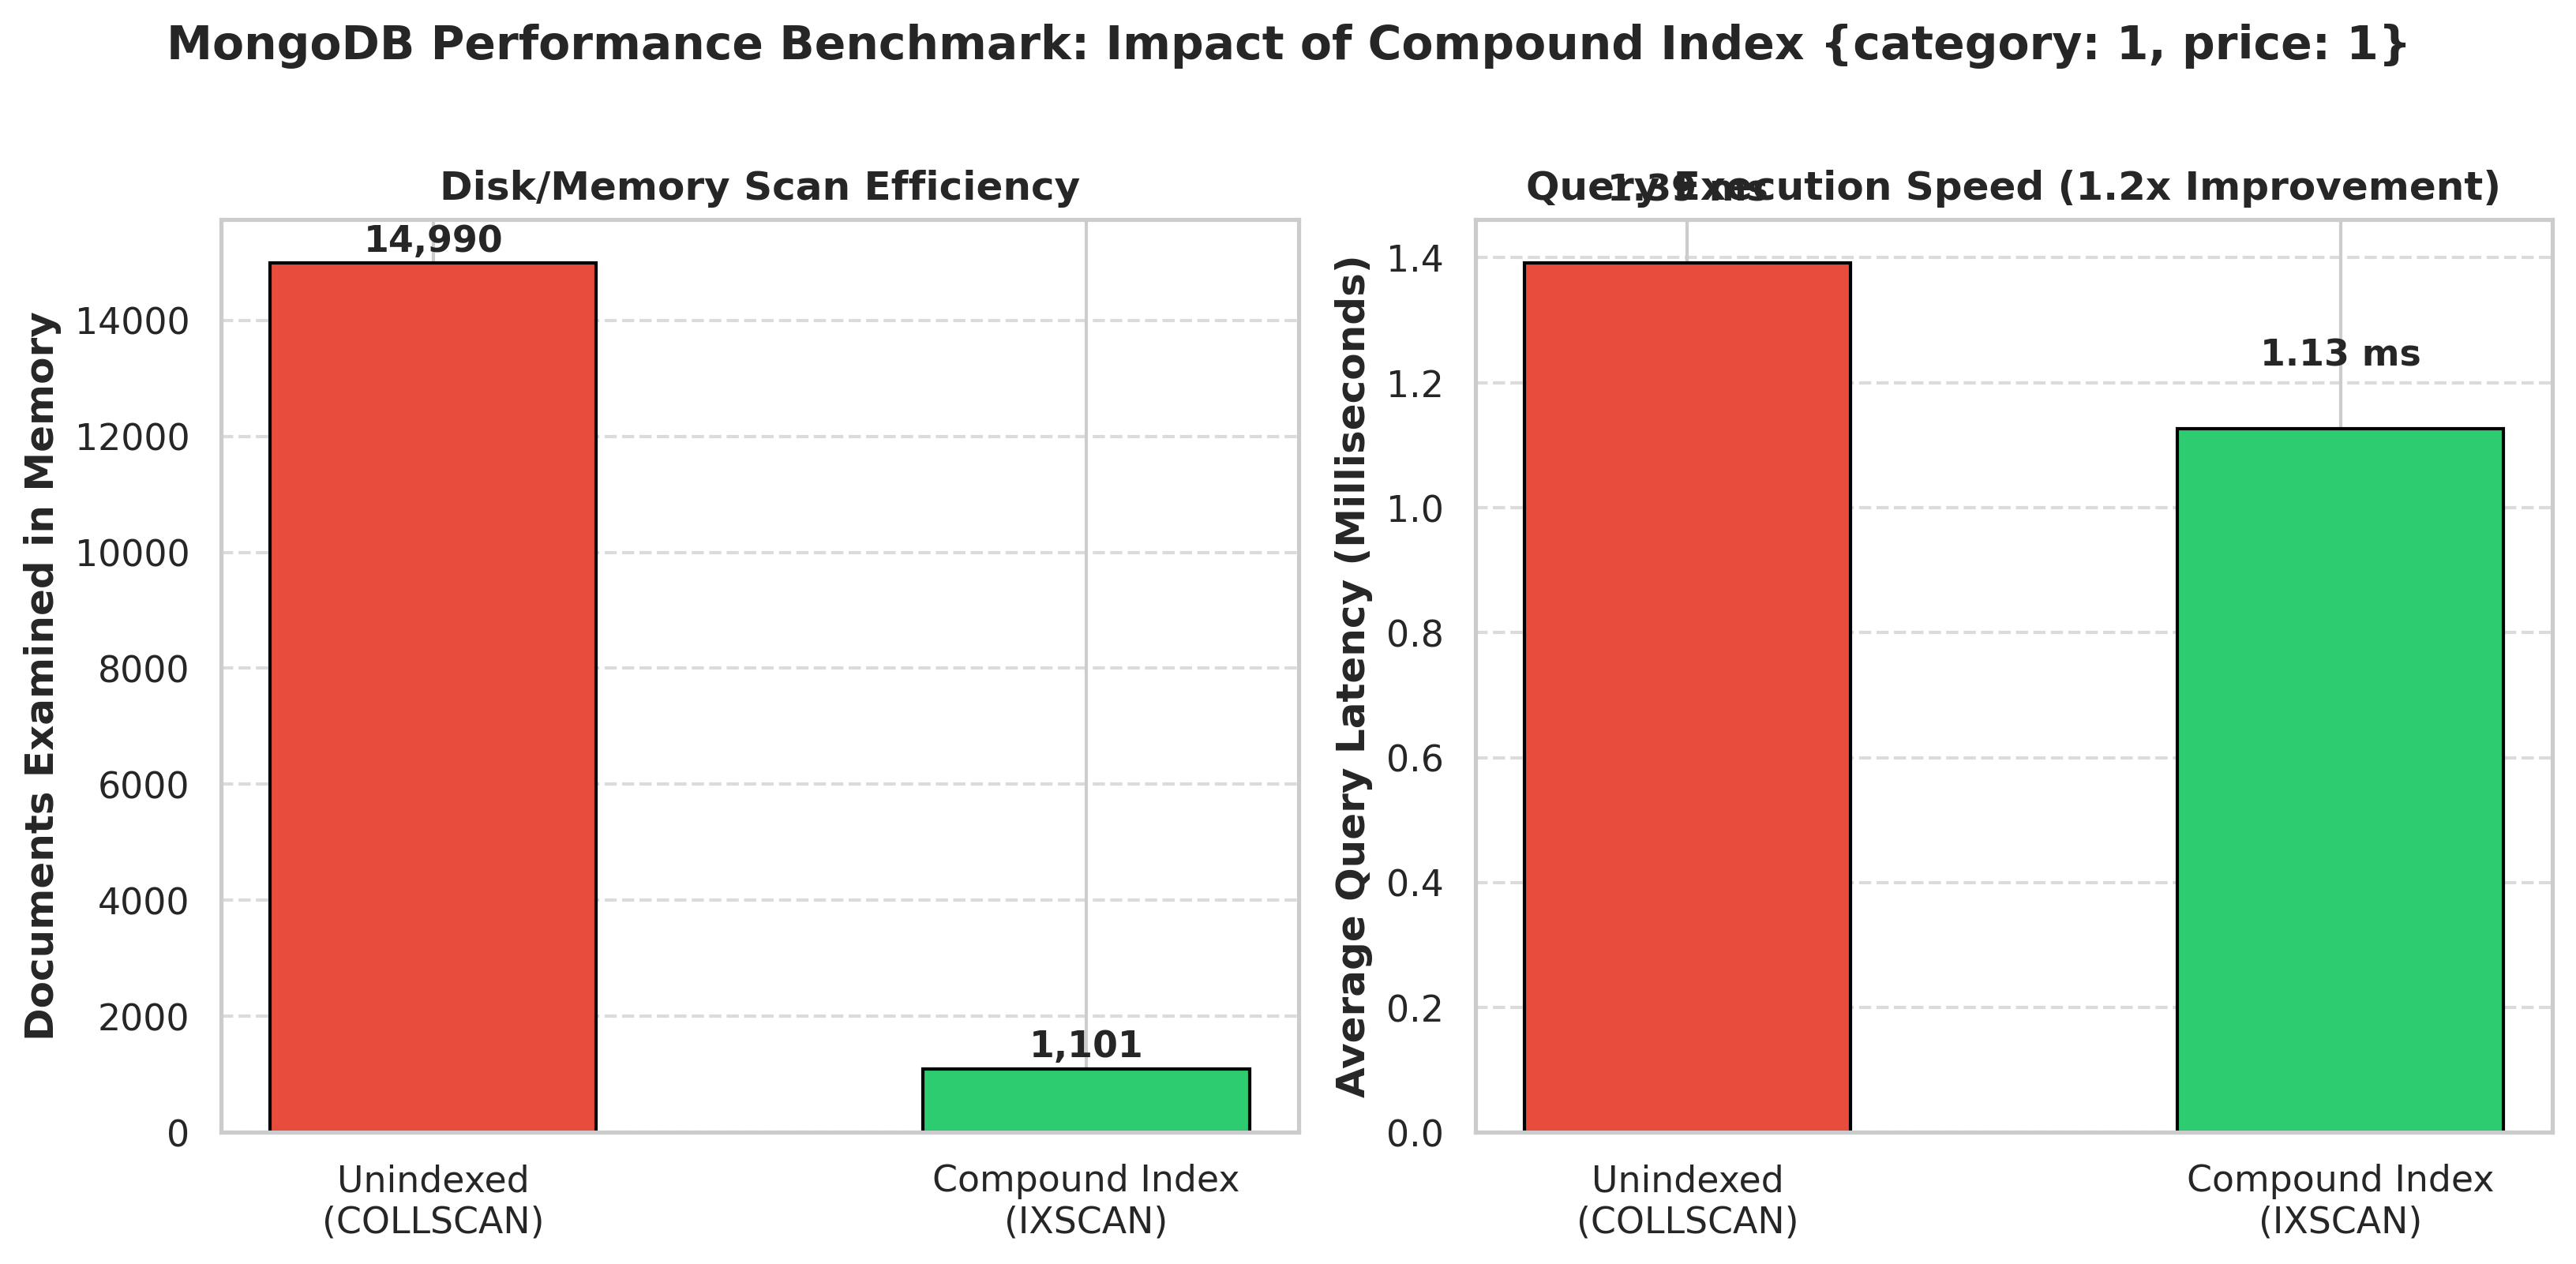 MongoDB Performance Benchmark: Impact of Compound Index {category: 1, price: 1}
Disk/Memory Scan Efficiency
Documents Examined in Memory
14000
12000
10000
8000
6000
4000
2000
0
14,990
1,101
Unindexed
(COLLSCAN)
Compound Index
(IXSCAN)
Query Execution Speed (1.2x Improvement)
1.39 ms
Average Query Latency (Milliseconds)
1.4
1.2
1.0
0.8
0.6
0.4
0.2
0.0
1.13 ms
Unindexed
(COLLSCAN)
Compound Index
(IXSCAN)